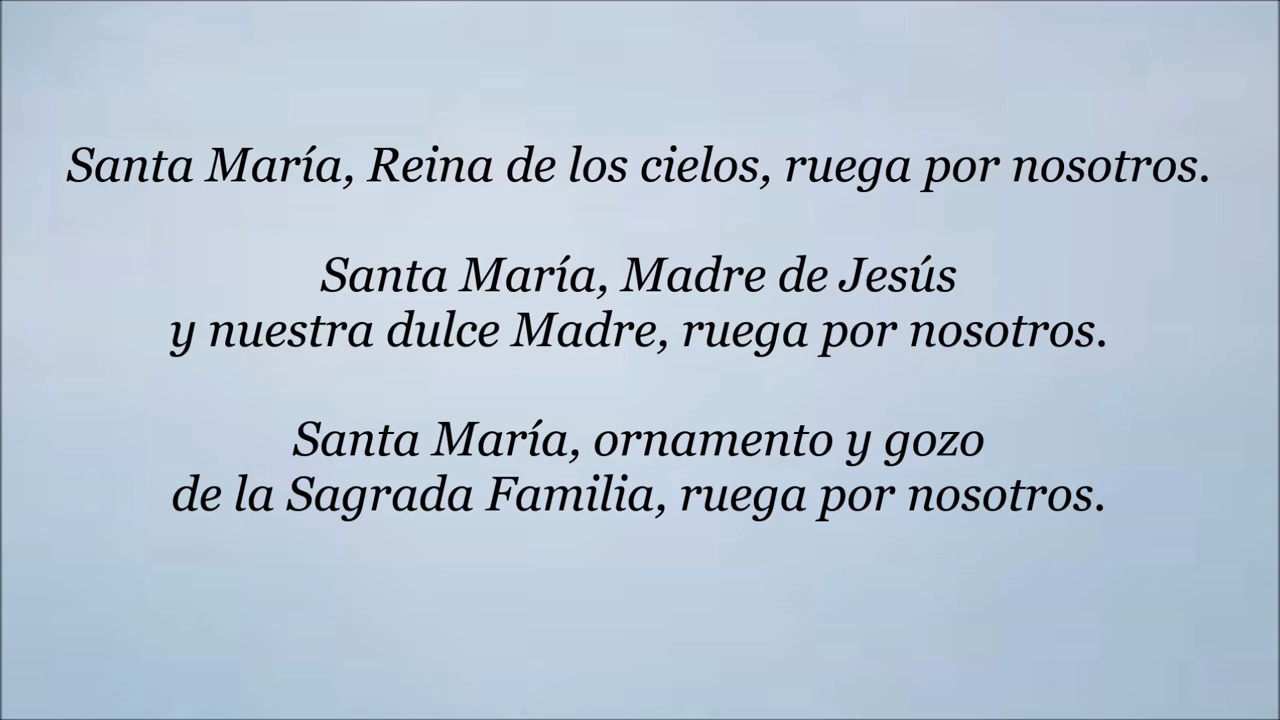 Santa María, Reina de los cielos, ruega por nosotros.
Santa María, Madre de Jesús
y nuestra dulce Madre, ruega por nosotros.
Santa María, ornamento y gozo
de la Sagrada Familia, ruega por nosotros.